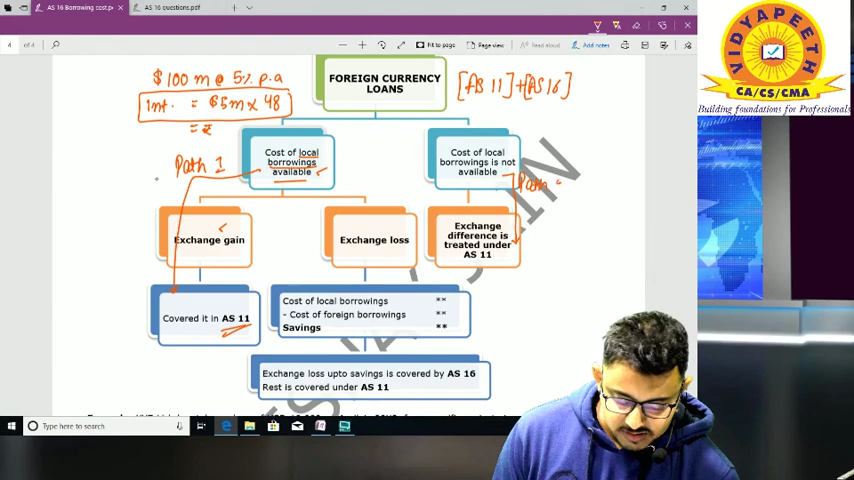 AS 16 Borrowing cost.p
AS 16 questions.pdf
4 of 4
Fit to page
Page view
Read aloud
Add notes
$100 m @ 5% p.a
Int. = $5m x 48
= ₹
FOREIGN CURRENCY
LOANS
[AS 11]+[AS 16]
Path 1
Cost of local
borrowings
available
Cost of local
borrowings is not
available
Path
Exchange gain
Exchange loss
Exchange
difference is
treated under
AS 11
Covered it in AS 11
Cost of local borrowings **
- Cost of foreign borrowings **
Savings **
Exchange loss upto savings is covered by AS 16
Rest is covered under AS 11
Type here to search
VIDYAPEETH
CA/CS/CMA
Building foundations for Professionals